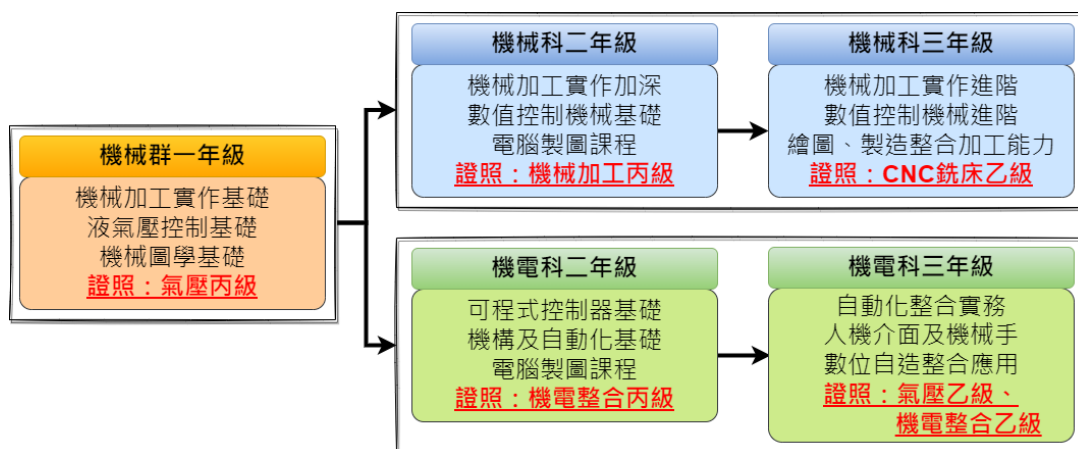 機械群一年級
機械加工實作基礎
液氣壓控制基礎
機械圖學基礎
證照：氣壓丙級
機械科二年級
機械加工實作加深
數值控制機械基礎
電腦製圖課程
證照：機械加工丙級
機械科三年級
機械加工實作進階
數值控制機械進階
繪圖、製造整合加工能力
證照：CNC銑床乙級
機電科二年級
可程式控制器基礎
機構及自動化基礎
電腦製圖課程
證照：機電整合丙級
機電科三年級
自動化整合實務
人機介面及機械手
數位自造整合應用
證照：氣壓乙級、
機電整合乙級